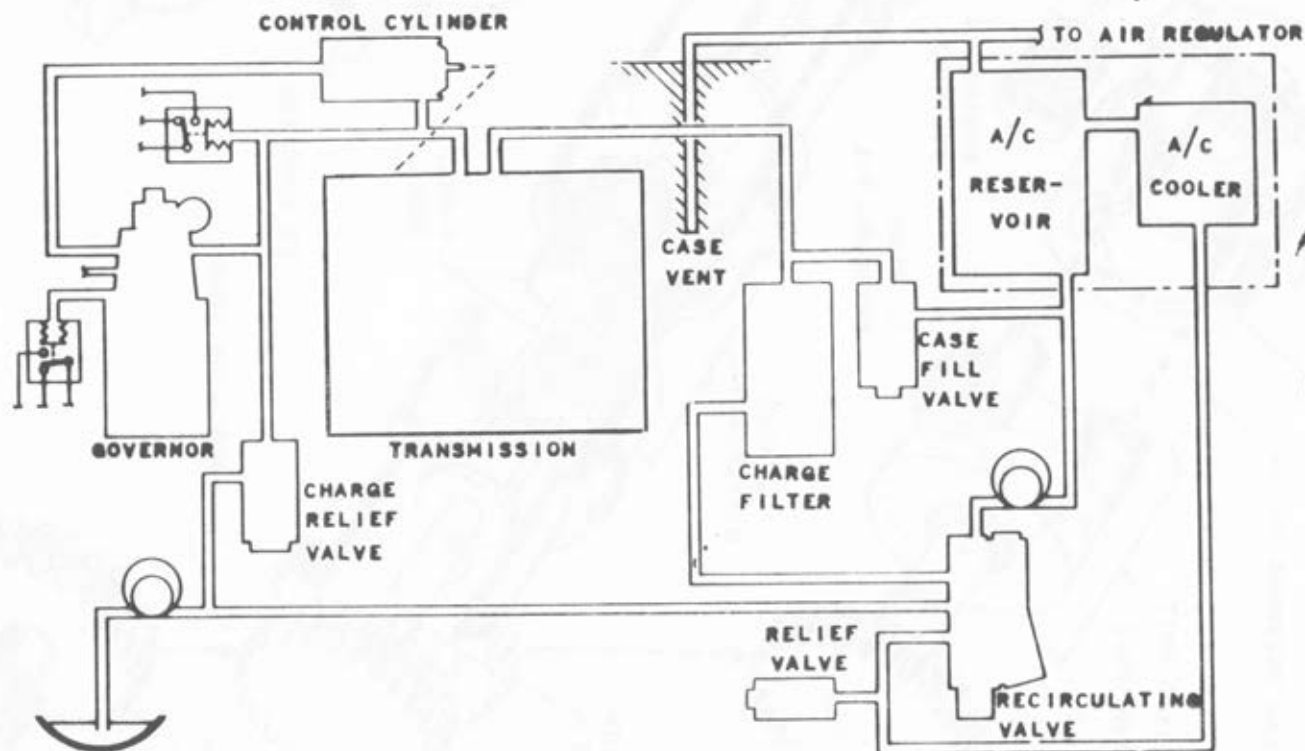 CONTROL CYLINDER
TO AIR REGULATOR
A/C
RESER-
VOIR
A/C
COOLER
CASE
VENT
CASE
FILL
VALVE
GOVERNOR
TRANSMISSION
CHARGE
RELIEF
VALVE
CHARGE
FILTER
RELIEF
VALVE
RECIRCULATING
VALVE